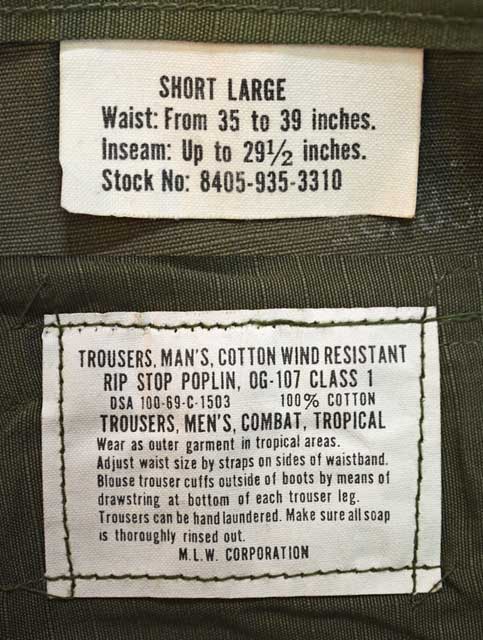 SHORT LARGE
Waist: From 35 to 39 inches.
Inseam: Up to 29½ inches.
Stock No: 8405-935-3310
TROUSERS, MAN'S, COTTON WIND RESISTANT
RIP STOP POPLIN, OG-107 CLASS 1
DSA 100-69-C-1503 100% COTTON
TROUSERS, MEN'S, COMBAT, TROPICAL
Wear as outer garment in tropical areas.
Adjust waist size by straps on sides of waistband.
Blouse trouser cuffs outside of boots by means of
drawstring at bottom of each trouser leg.
Trousers can be hand laundered. Make sure all soap
is thoroughly rinsed out.
M.L.W. CORPORATION